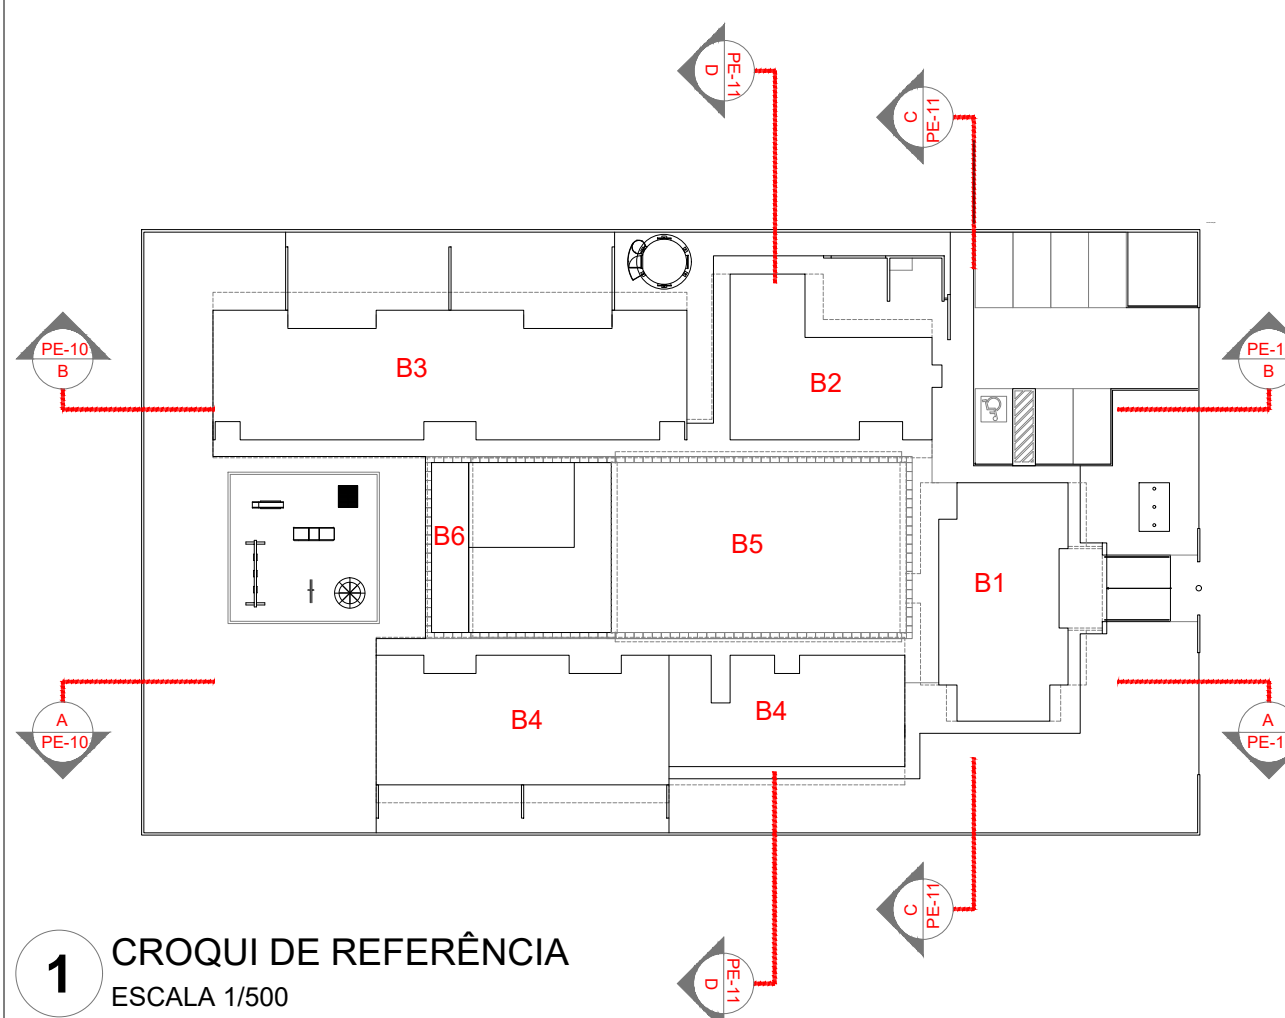 D
PE-11
C
PE-11
PE-10
B
PE-1
B
B3
B2
B6
B5
B1
B4
B4
A
PE-10
A
PE-1
C
PE-11
D
PE-11
1
CROQUI DE REFERÊNCIA
ESCALA 1/500